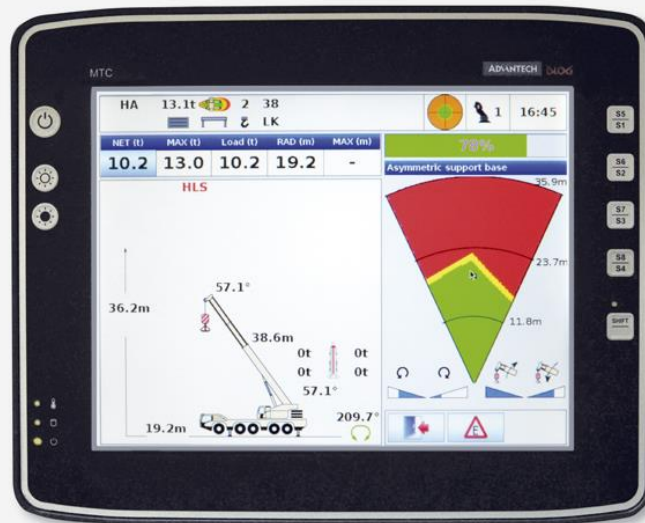 MTC
ADVANTECH DLOG
HA 13.1t 2 38
LK
1 16:45
NET (t) MAX (t) Load (t) RAD (m) MAX (m)
10.2 13.0 10.2 19.2 -
78%
Asymmetric support base
HLS
35.9m
23.7m
11.8m
57.1°
36.2m
38.6m
0t 0t
0t 0t
57.1°
209.7°
19.2m
F
S5
S1
S6
S2
S7
S3
S8
S4
SHIFT